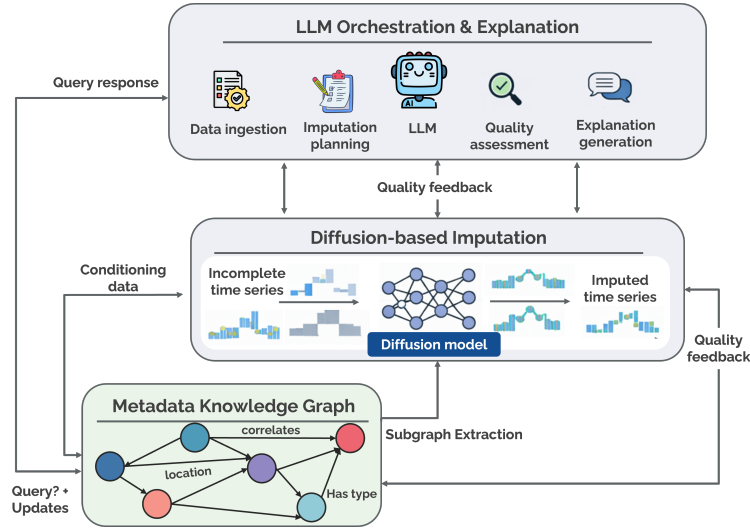 LLM Orchestration & Explanation
Query response
Data ingestion
Imputation
planning
AI
LLM
Quality
assessment
Explanation
generation
Quality feedback
Diffusion-based Imputation
Conditioning
data
Incomplete
time series
Diffusion model
Imputed
time series
Quality
feedback
Metadata Knowledge Graph
correlates
location
Has type
Subgraph Extraction
Query? +
Updates